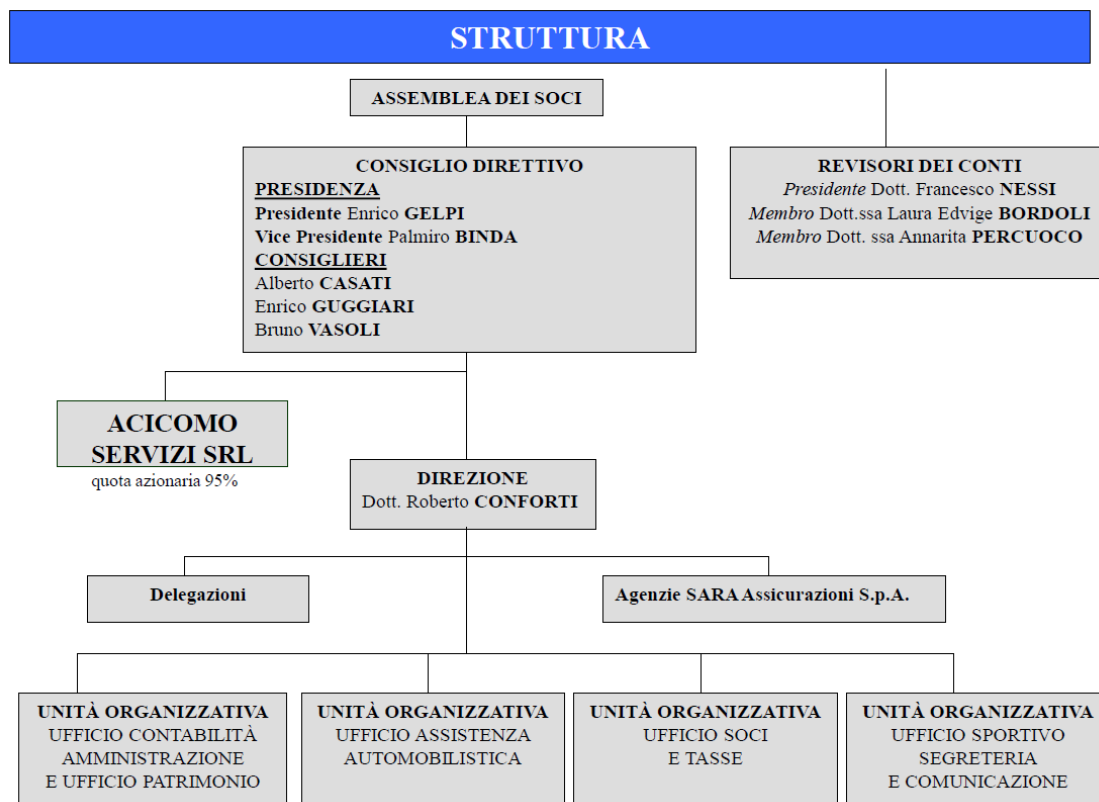 STRUTTURA
ASSEMBLEA DEI SOCI
CONSIGLIO DIRETTIVO
PRESIDENZA
Presidente Enrico GELPI
Vice Presidente Palmiro BINDA
CONSIGLIERI
Alberto CASATI
Enrico GUGGIARI
Bruno VASOLI
REVISORI DEI CONTI
Presidente Dott. Francesco NESSI
Membro Dott.ssa Laura Edvige BORDOLI
Membro Dott. ssa Annarita PERCUOCO
ACICOMO
SERVIZI SRL
quota azionaria 95%
DIREZIONE
Dott. Roberto CONFORTI
Delegazioni
Agenzie SARA Assicurazioni S.p.A.
UNITÀ ORGANIZZATIVA
UFFICIO CONTABILITÀ
AMMINISTRAZIONE
E UFFICIO PATRIMONIO
UNITÀ ORGANIZZATIVA
UFFICIO ASSISTENZA
AUTOMOBILISTICA
UNITÀ ORGANIZZATIVA
UFFICIO SOCI
E TASSE
UNITÀ ORGANIZZATIVA
UFFICIO SPORTIVO
SEGRETERIA
E COMUNICAZIONE